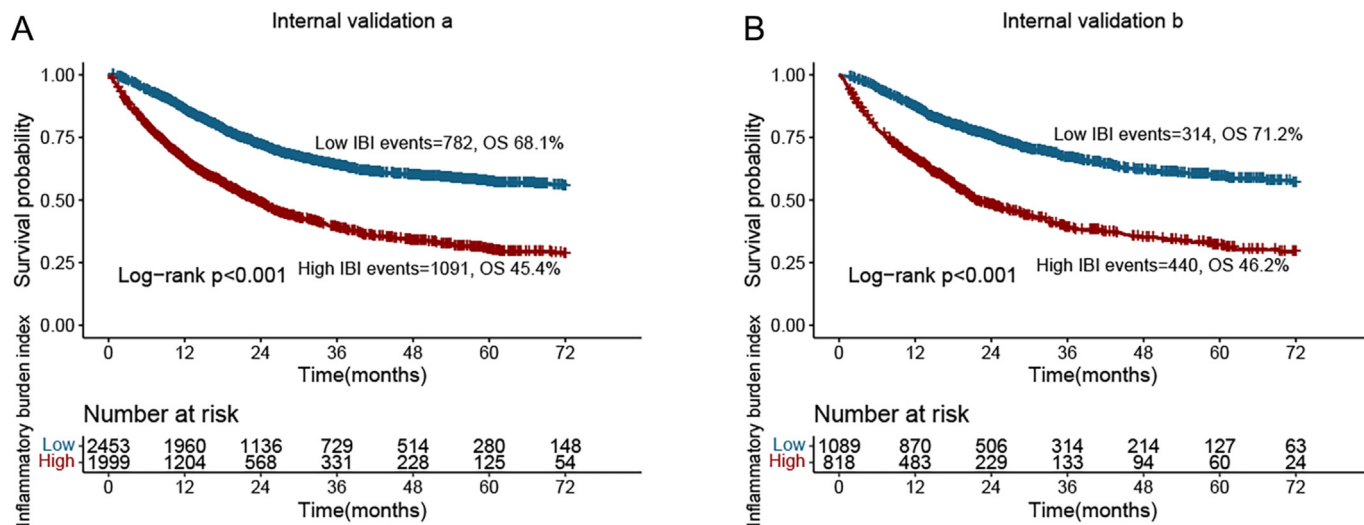 A
Internal validation a
Survival probability
1.00
0.75
0.50
0.25
0.00
Low IBI events=782, OS 68.1%
High IBI events=1091, OS 45.4%
Log-rank p<0.001
0 12 24 36 48 60 72
Time(months)
Inflammatory burden index
Number at risk
Low 2453 1960 1136 729 514 280 148
High 1999 1204 568 331 228 125 54
0 12 24 36 48 60 72
Time(months)
B
Internal validation b
Survival probability
1.00
0.75
0.50
0.25
0.00
Low IBI events=314, OS 71.2%
High IBI events=440, OS 46.2%
Log-rank p<0.001
0 12 24 36 48 60 72
Time(months)
Inflammatory burden index
Number at risk
Low 1089 870 506 314 214 127 63
High 818 483 229 133 94 60 24
0 12 24 36 48 60 72
Time(months)